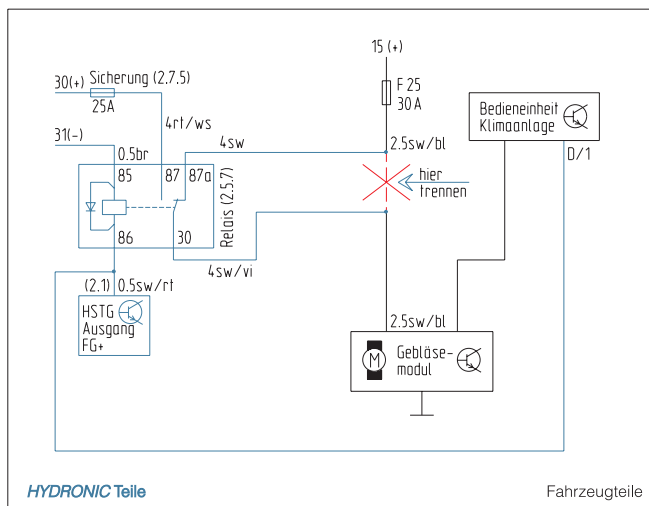 15 (+)
30(+)
Sicherung (2.7.5)
25A
F 25
30 A
Bedieneinheit
Klimaanlage
D/1
4rt/ws
31(-)
0.5br
4sw
2.5sw/bl
85
87
87a
hier
trennen
Relais (2.5.7)
86
30
4sw/vi
(2.1)
0.5sw/rt
HSTG
Ausgang
FG+
2.5sw/bl
M
Gebläse-
modul
HYDRONIC Teile
Fahrzeugteile